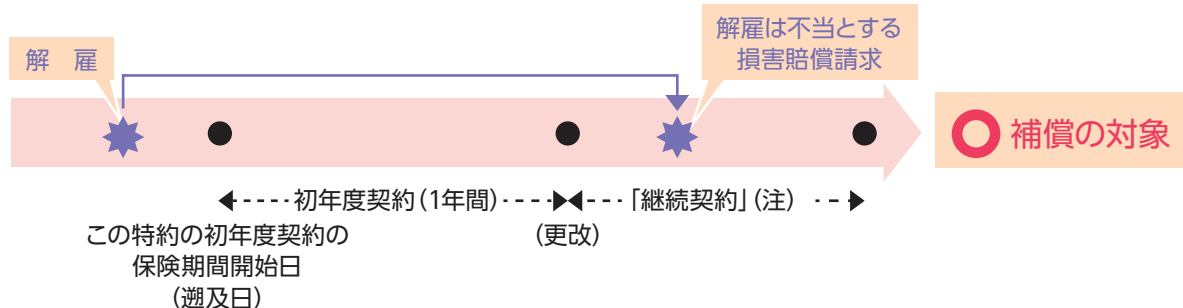 解　雇
解雇は不当とする
損害賠償請求
補償の対象
初年度契約(1年間)
「継続契約」(注)
この特約の初年度契約の
保険期間開始日
(遡及日)
(更改)